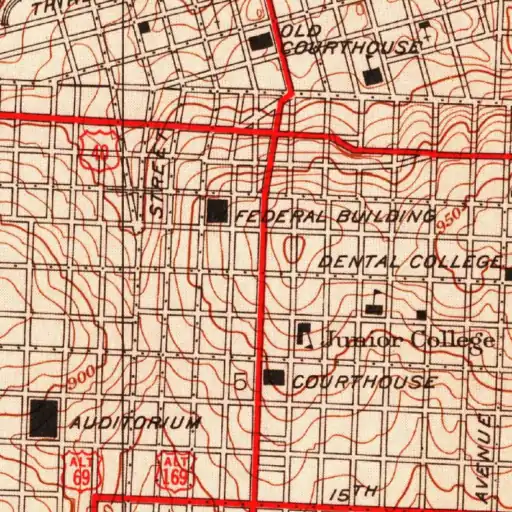 OLD
COURTHOUSE
40
STREET
FEDERAL BUILDING
950
DENTAL COLLEGE
Junior College
900
COURTHOUSE
AUDITORIUM
AVENUE
ALT
69
ALT
169
15TH